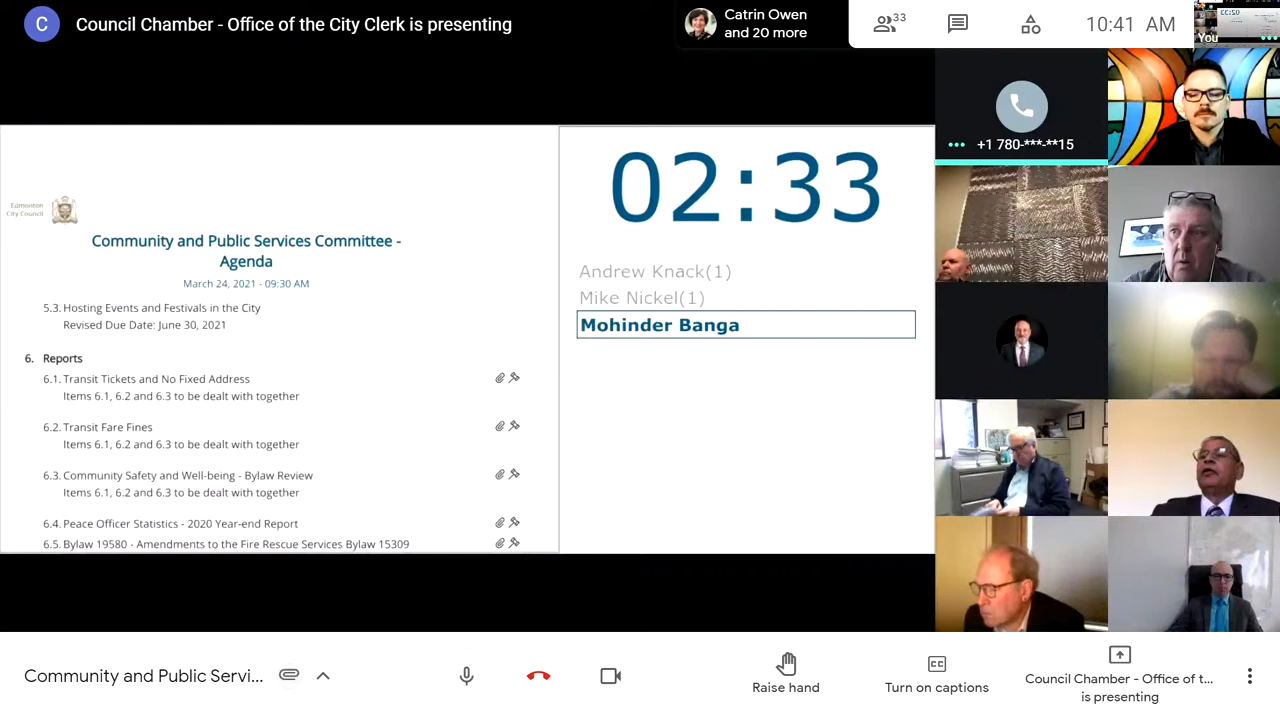 C
Council Chamber - Office of the City Clerk is presenting
Catrin Owen
and 20 more
33
10:41 AM
You
+1 780-***-**15
Edmonton
City Council
Community and Public Services Committee -
Agenda
March 24, 2021 - 09:30 AM
5.3. Hosting Events and Festivals in the City
Revised Due Date: June 30, 2021
6. Reports
6.1. Transit Tickets and No Fixed Address
Items 6.1, 6.2 and 6.3 to be dealt with together
6.2. Transit Fare Fines
Items 6.1, 6.2 and 6.3 to be dealt with together
6.3. Community Safety and Well-being - Bylaw Review
Items 6.1, 6.2 and 6.3 to be dealt with together
6.4. Peace Officer Statistics - 2020 Year-end Report
6.5. Bylaw 19580 - Amendments to the Fire Rescue Services Bylaw 15309
02:33
Andrew Knack(1)
Mike Nickel(1)
Mohinder Banga
Community and Public Servi...
Raise hand
CC
Turn on captions
Council Chamber - Office of t...
is presenting